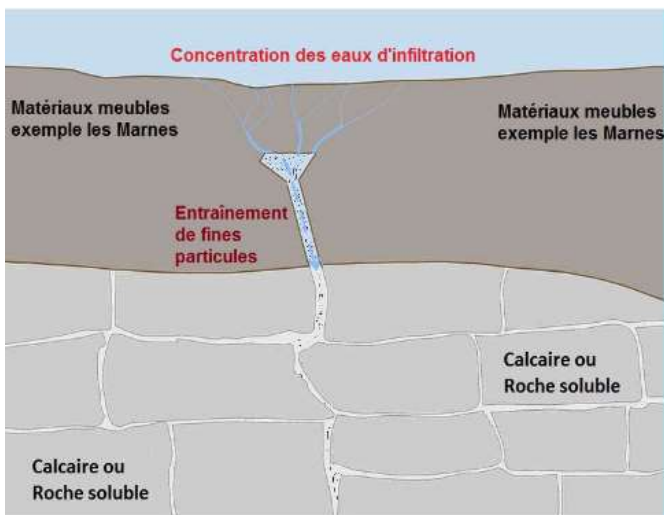 Concentration des eaux d'infiltration
Matériaux meubles
exemple les Marnes
Matériaux meubles
exemple les Marnes
Entraînement
de fines
particules
Calcaire ou
Roche soluble
Calcaire ou
Roche soluble